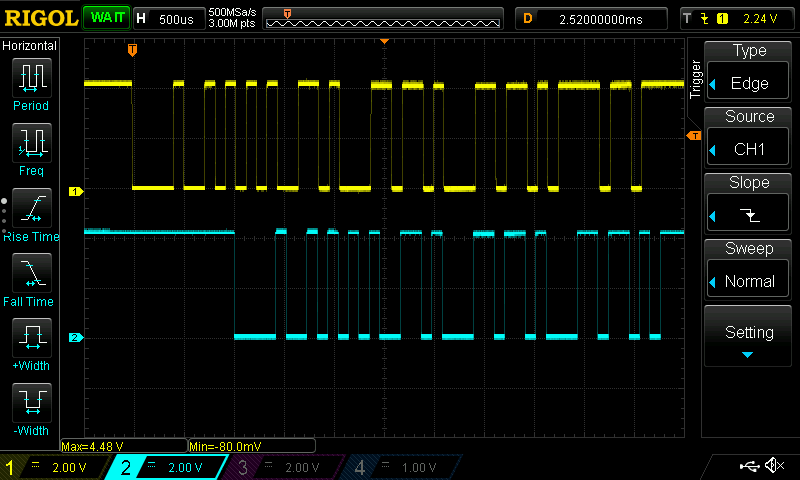 RIGOL WAIT H 500us 500MSa/s 3.00M pts T D 2.52000000ms T 1 2.24 V
Horizontal
Period
Freq
Rise Time
Fall Time
+Width
-Width
T
1
2
T
Trigger
Type
Edge
Source
CH1
Slope
Sweep
Normal
Setting
Max=4.48 V Min=-80.0mV
1 2.00 V 2 2.00 V 3 2.00 V 4 1.00 V